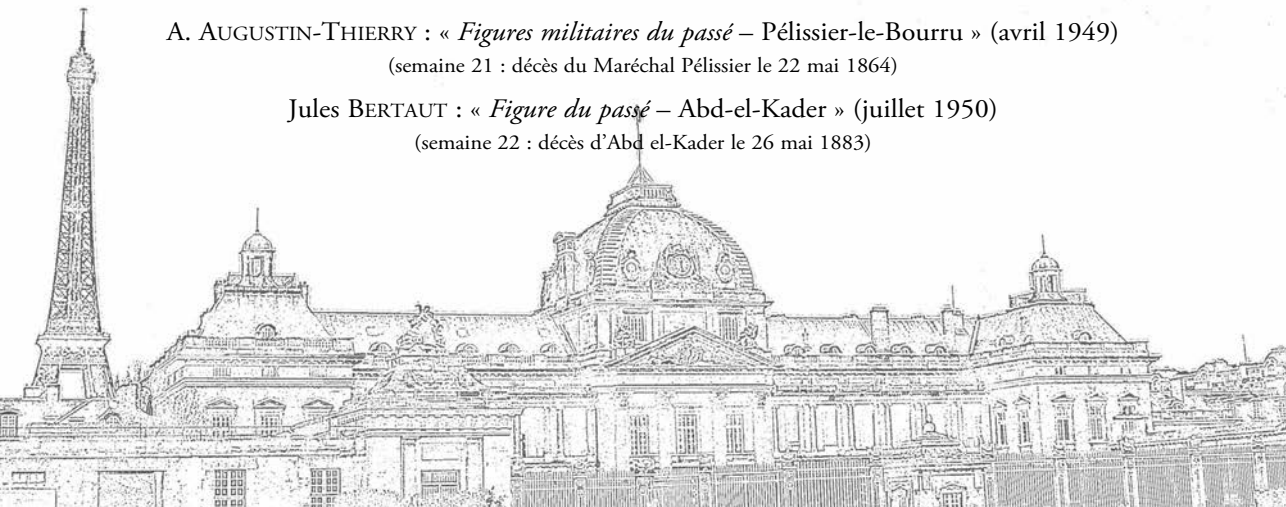 A. AUGUSTIN-THIERRY : « Figures militaires du passé – Pélissier-le-Bourru » (avril 1949)
(semaine 21 : décès du Maréchal Pélissier le 22 mai 1864)
Jules BERTAUT : « Figure du passé – Abd-el-Kader » (juillet 1950)
(semaine 22 : décès d’Abd el-Kader le 26 mai 1883)